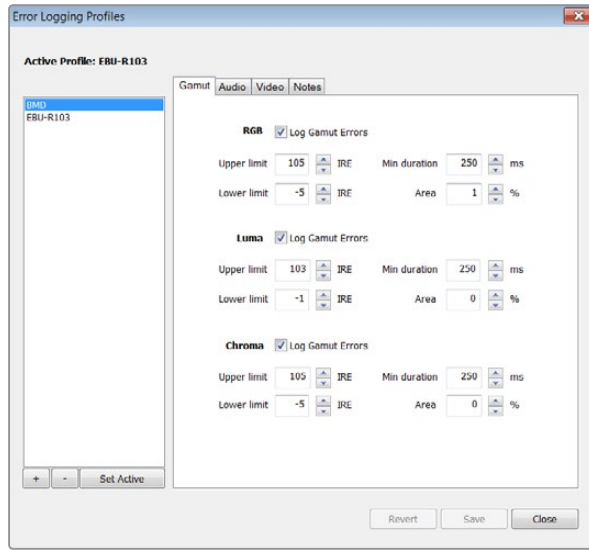 Error Logging Profiles
Active Profile: EBU-R103
BMD
EBU-R103
Gamut Audio Video Notes
RGB Log Gamut Errors
Upper limit 105 IRE Min duration 250 ms
Lower limit -5 IRE Area 1 %
Luma Log Gamut Errors
Upper limit 103 IRE Min duration 250 ms
Lower limit -1 IRE Area 0 %
Chroma Log Gamut Errors
Upper limit 105 IRE Min duration 250 ms
Lower limit -5 IRE Area 0 %
+ - Set Active
Revert Save Close